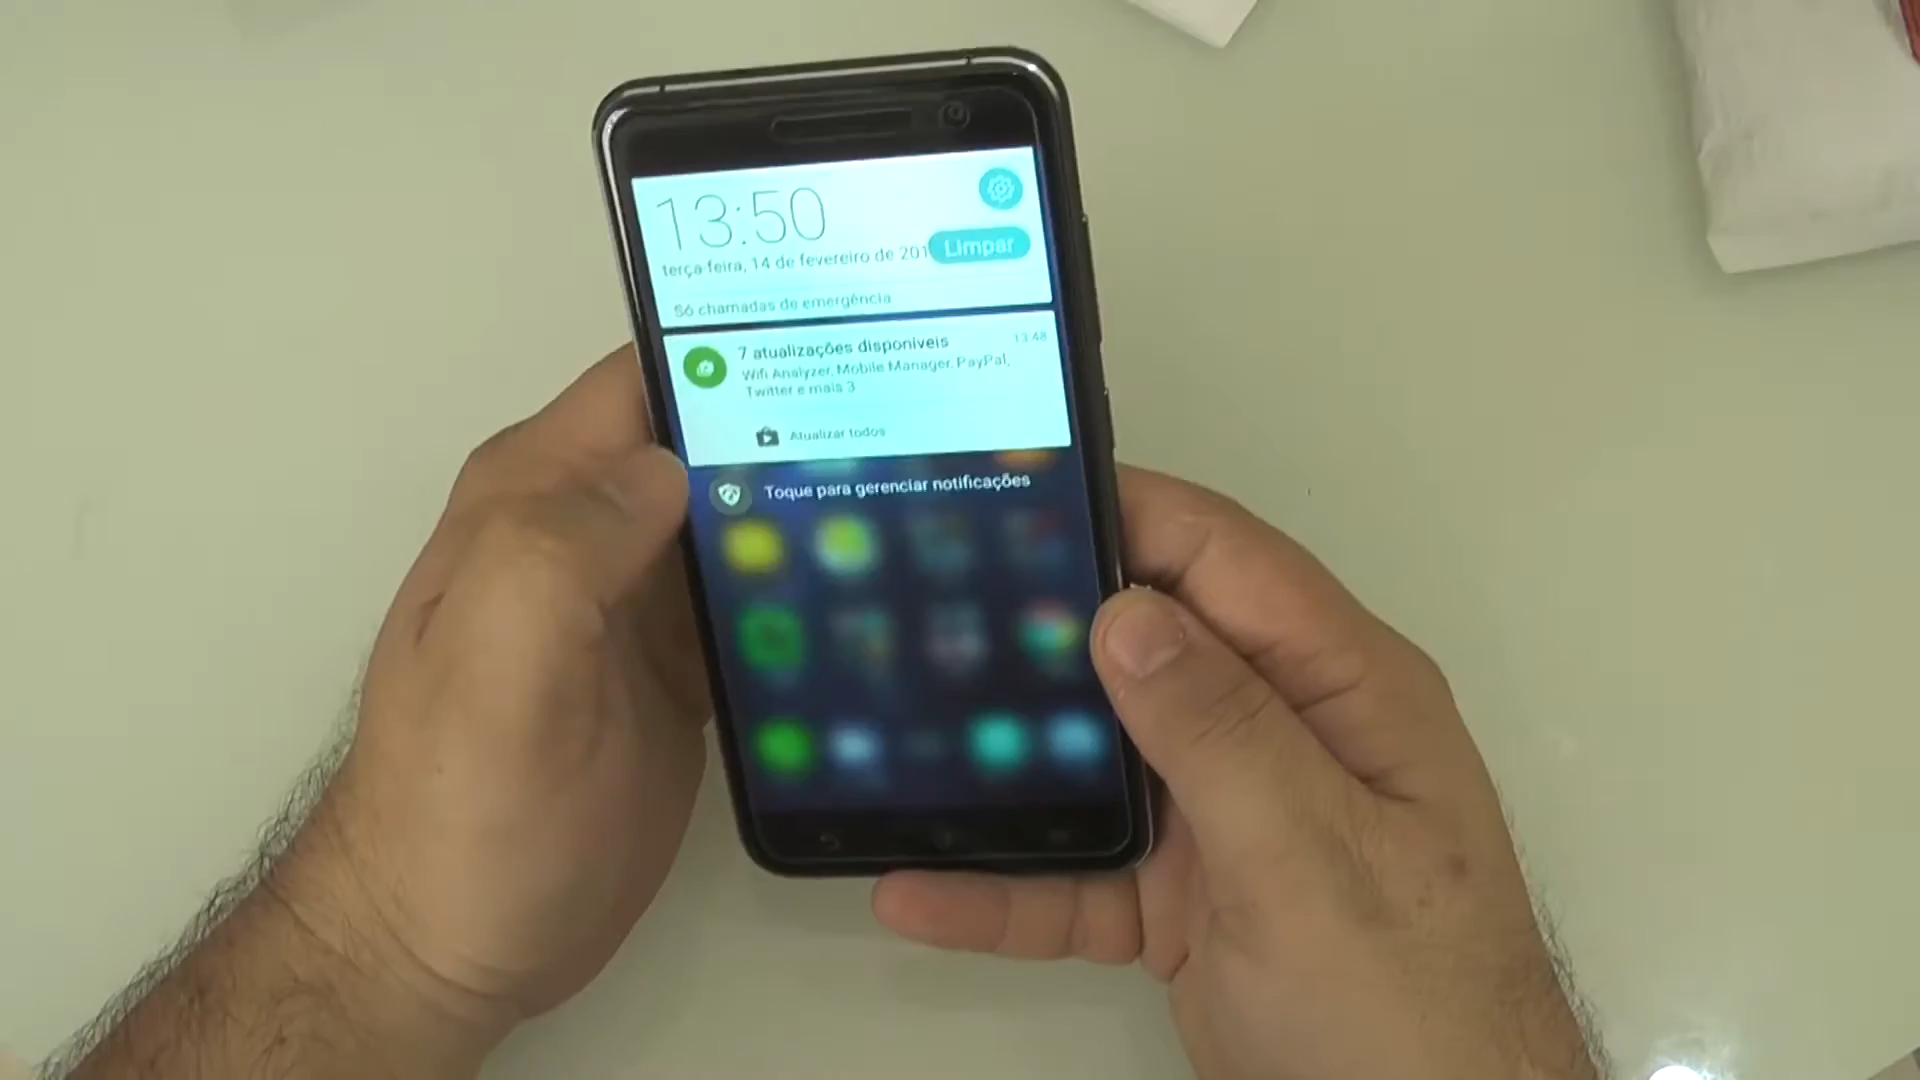 13:50
terça-feira, 14 de fevereiro de 201
Limpar
Só chamadas de emergência
7 atualizações disponíveis
13:48
Wifi Analyzer, Mobile Manager, PayPal,
Twitter e mais 3
Atualizar todos
Toque para gerenciar notificações